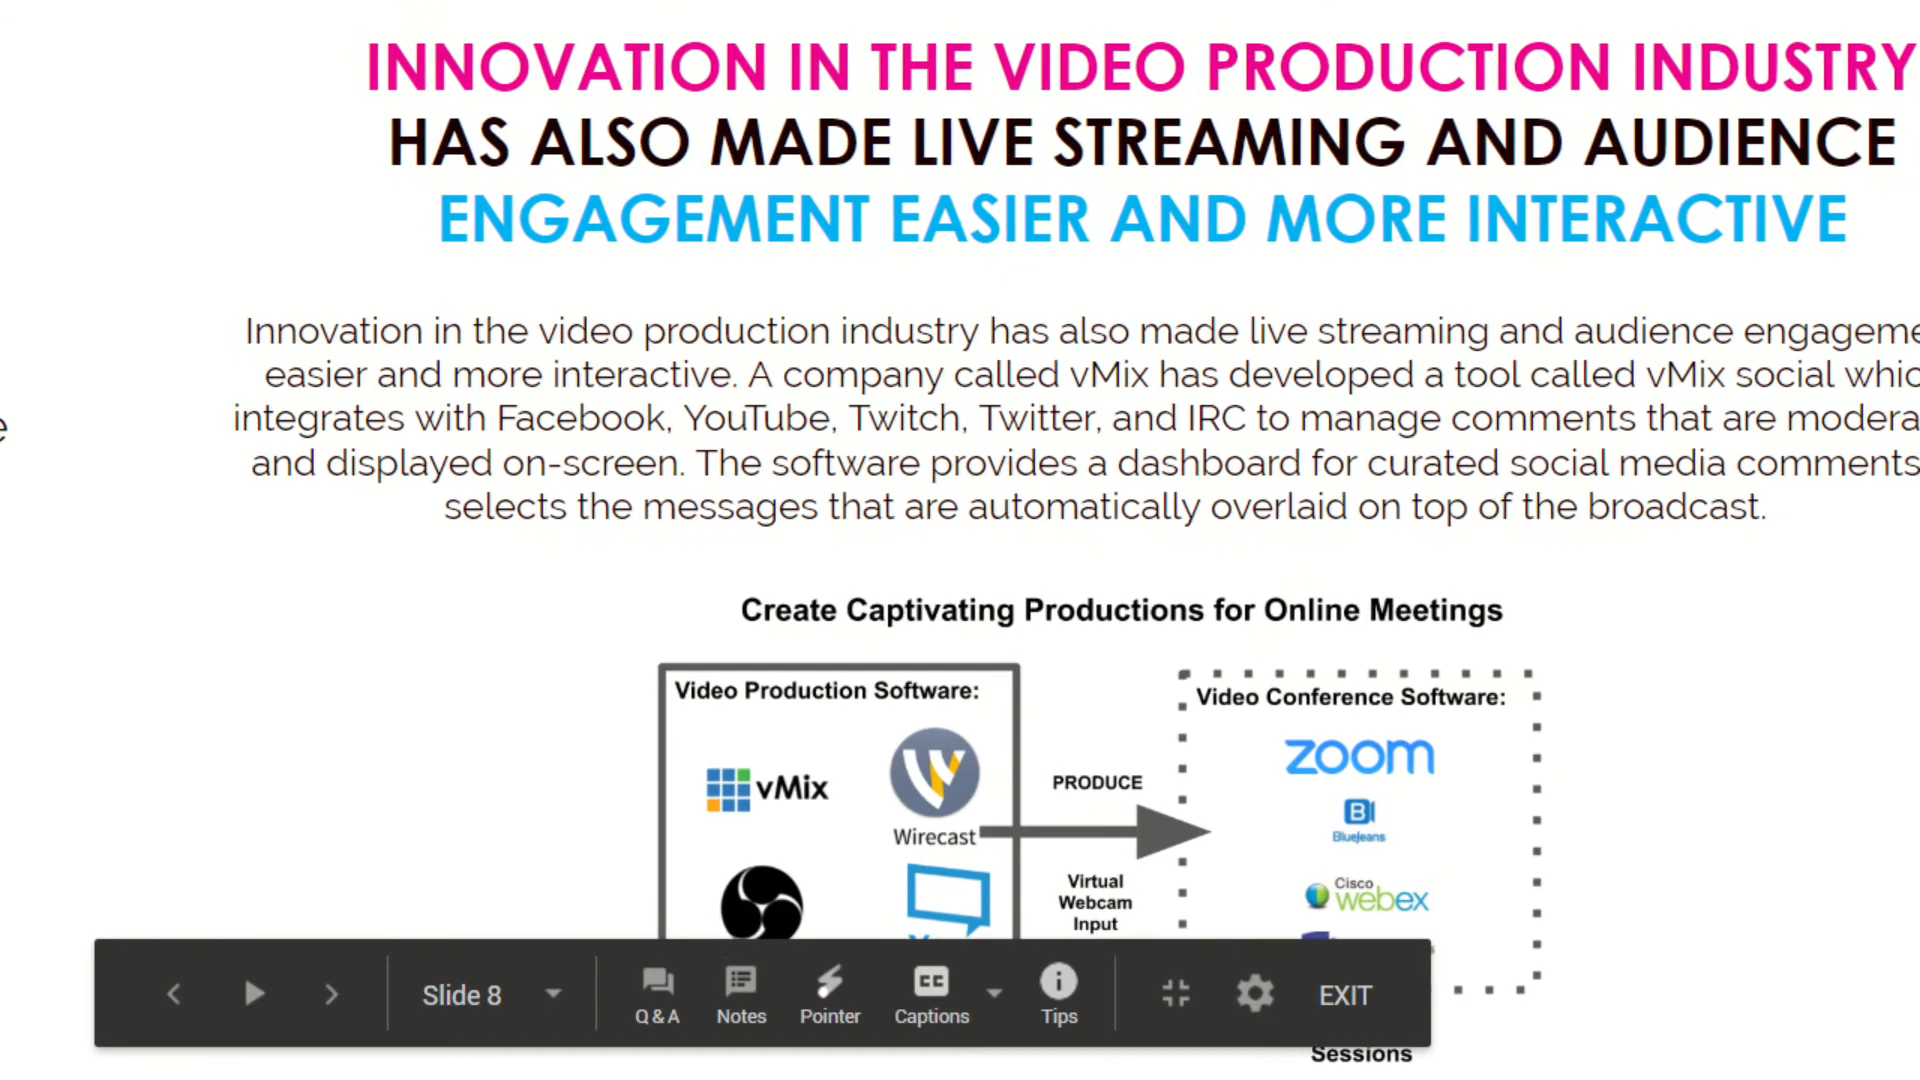 INNOVATION IN THE VIDEO PRODUCTION INDUSTRY
HAS ALSO MADE LIVE STREAMING AND AUDIENCE
ENGAGEMENT EASIER AND MORE INTERACTIVE
Innovation in the video production industry has also made live streaming and audience engageme
easier and more interactive. A company called vMix has developed a tool called vMix social whic
integrates with Facebook, YouTube, Twitch, Twitter, and IRC to manage comments that are modera
e
and displayed on-screen. The software provides a dashboard for curated social media comments
selects the messages that are automatically overlaid on top of the broadcast.
Create Captivating Productions for Online Meetings
Video Production Software:
vMix
Wirecast
PRODUCE
Virtual
Webcam
Input
Video Conference Software:
zoom
B
BlueJeans
Cisco
webex
Slide 8
Q & A
Notes
Pointer
CC
Captions
Tips
EXIT
Sessions